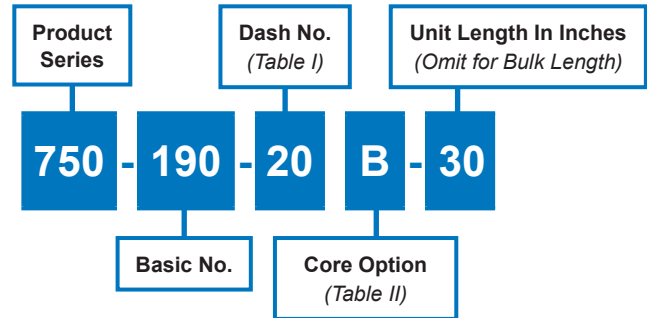 Product
Series
Dash No.
(Table I)
Unit Length In Inches
(Omit for Bulk Length)
750 - 190 - 20 B - 30
Basic No.
Core Option
(Table II)